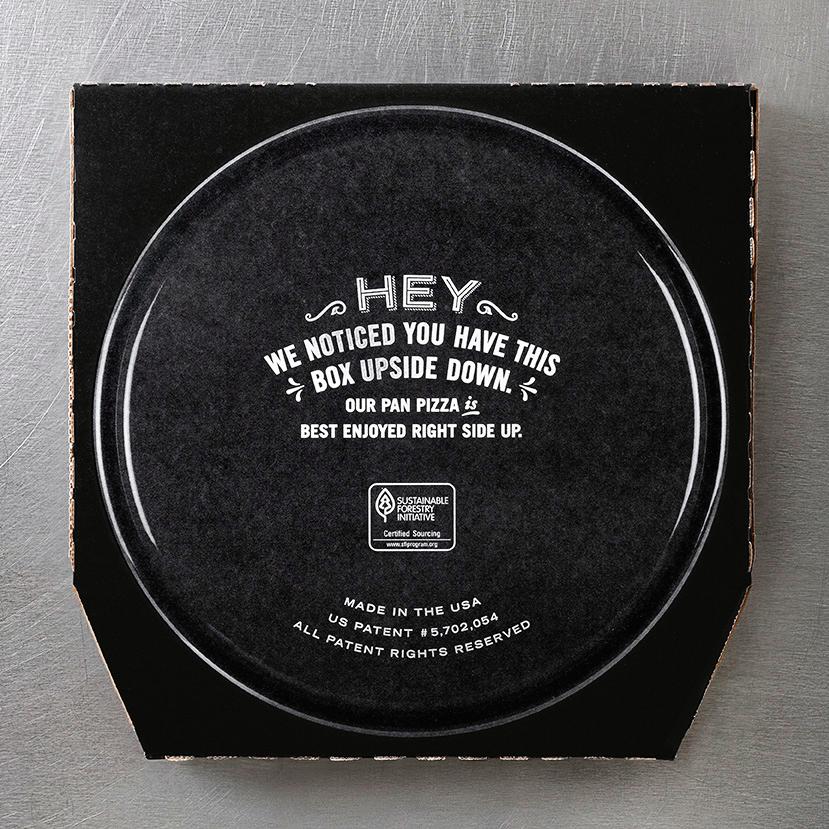 HEY
WE NOTICED YOU HAVE THIS
BOX UPSIDE DOWN.
OUR PAN PIZZA is
BEST ENJOYED RIGHT SIDE UP.
SUSTAINABLE
FORESTRY
INITIATIVE
Certified Sourcing
www.sfiprogram.org
MADE IN THE USA
US PATENT #5,702,054
ALL PATENT RIGHTS RESERVED